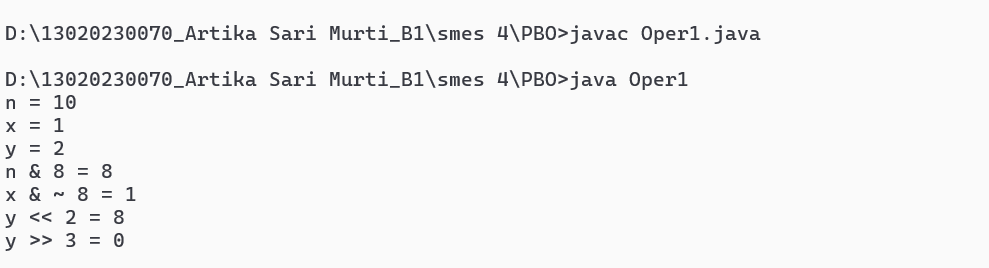 D:\13020230070_Artika Sari Murti_B1\smes 4\PBO>javac Oper1.java
D:\13020230070_Artika Sari Murti_B1\smes 4\PBO>java Oper1
n = 10
x = 1
y = 2
n & 8 = 8
x & ~ 8 = 1
y << 2 = 8
y >> 3 = 0